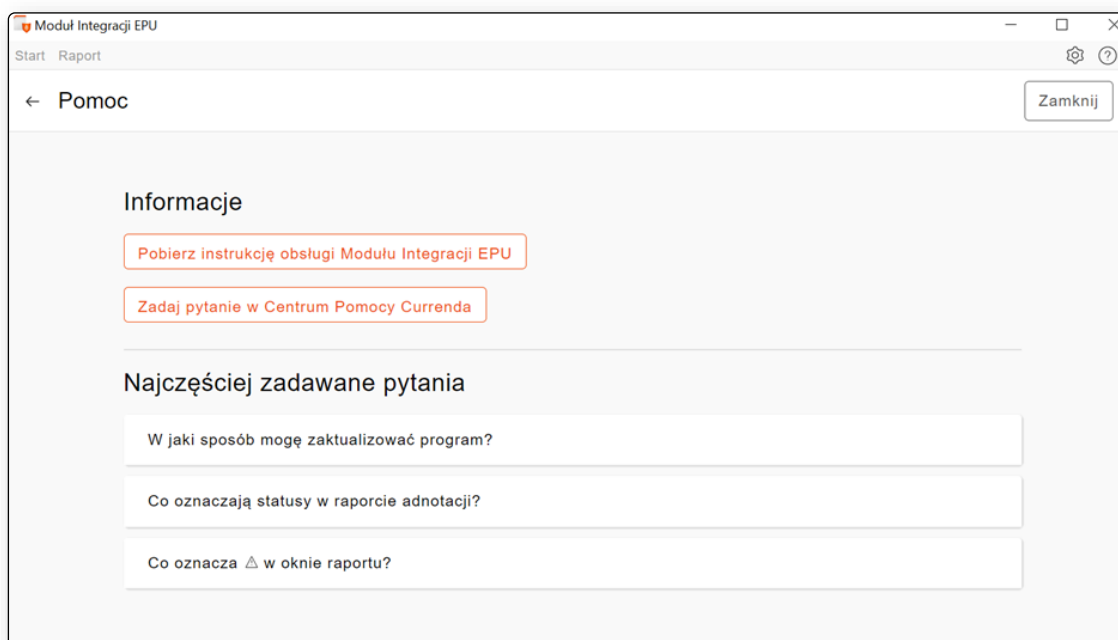 Moduł Integracji EPU
Start Raport
← Pomoc
Zamknij
Informacje
Pobierz instrukcję obsługi Modułu Integracji EPU
Zadaj pytanie w Centrum Pomocy Currenda
Najczęściej zadawane pytania
W jaki sposób mogę zaktualizować program?
Co oznaczają statusy w raporcie adnotacji?
Co oznacza ⚠ w oknie raportu?